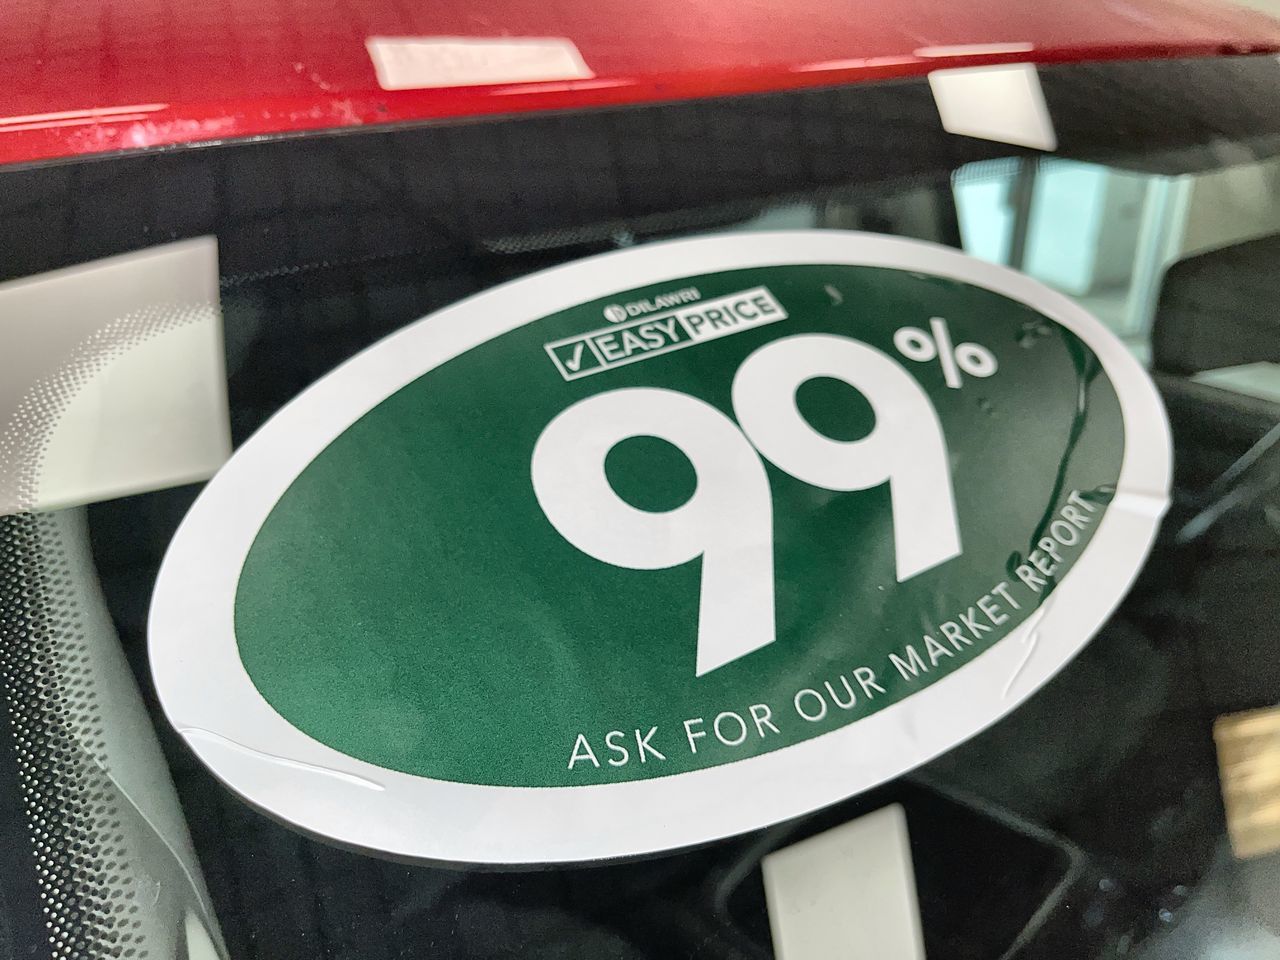 DILAWRI
✓EASY PRICE
99%
ASK FOR OUR MARKET REPORT